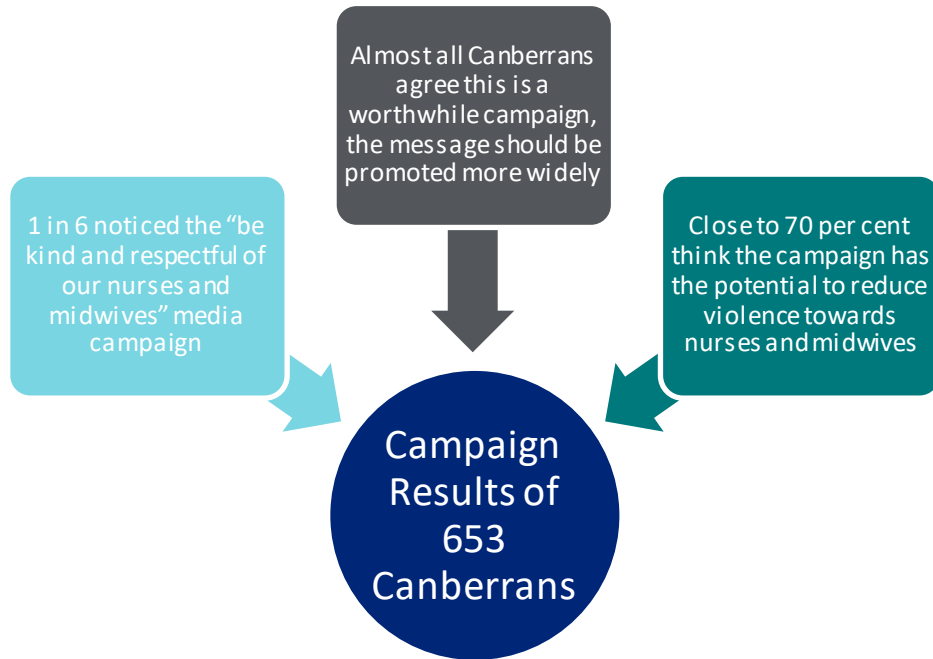 Almost all Canberrans
agree this is a
worthwhile campaign,
the message should be
promoted more widely
1 in 6 noticed the “be
kind and respectful of
our nurses and
midwives” media
campaign
Close to 70 per cent
think the campaign has
the potential to reduce
violence towards
nurses and midwives
Campaign
Results of
653
Canberrans